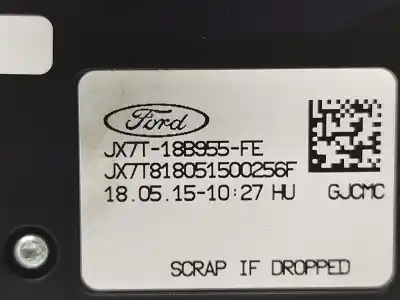 Ford
JX7T-18B955-FE
JX7T818051500256F
18.05.15-10:27 HU GJCMC
SCRAP IF DROPPED